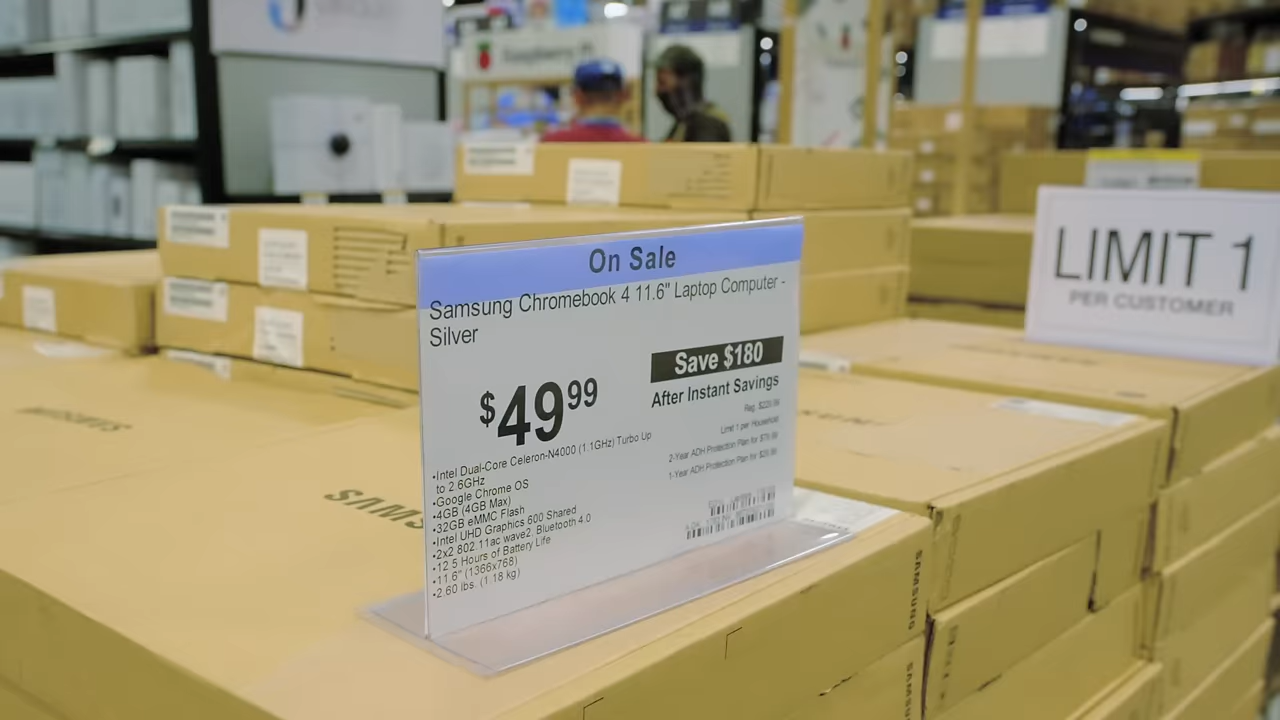 Raspberry Pi
On Sale
Samsung Chromebook 4 11.6" Laptop Computer -
Silver
Save $180
After Instant Savings
$49.99
Reg. $229.99
Limit 1 per Household
2-Year ADH Protection Plan for $79.99
1-Year ADH Protection Plan for
•Intel Dual-Core Celeron-N4000 (1.1GHz) Turbo Up
to 2.6GHz
•Google Chrome OS
•4GB (4GB Max)
•32GB eMMC Flash
•Intel UHD Graphics 600 Shared
•2x2 802.11ac wave2, Bluetooth 4.0
•12.5 Hours of Battery Life
•11.6" (1366x768)
•2.60 lbs. (1.18 kg)
LIMIT 1
PER CUSTOMER
SAMSUNG
SAMSUNG
SAMSUNG